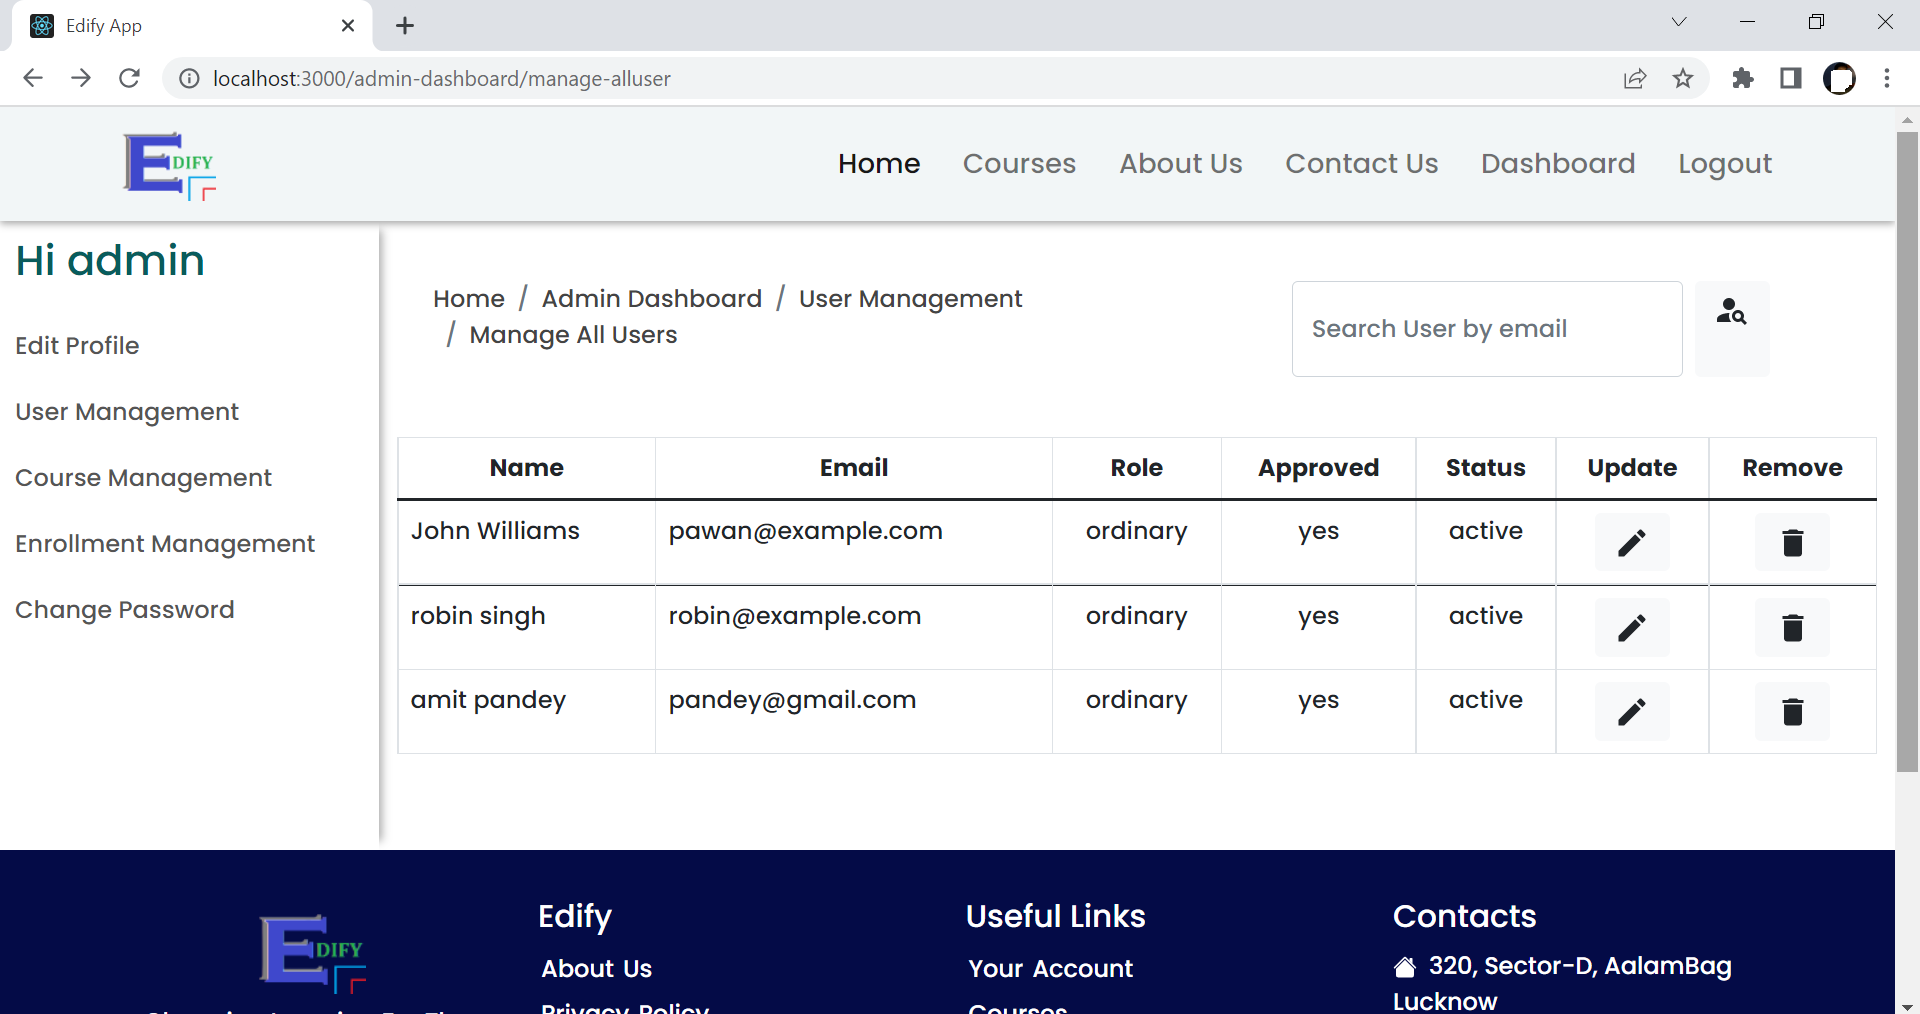 Edify App
localhost:3000/admin-dashboard/manage-alluser
EDIFY
Home Courses About Us Contact Us Dashboard Logout
Hi admin
Edit Profile
User Management
Course Management
Enrollment Management
Change Password
Home / Admin Dashboard / User Management
/ Manage All Users
Search User by email
Name Email Role Approved Status Update Remove
John Williams pawan@example.com ordinary yes active
robin singh robin@example.com ordinary yes active
amit pandey pandey@gmail.com ordinary yes active
EDIFY
Edify
About Us
Privacy Policy
Useful Links
Your Account
Courses
Contacts
320, Sector-D, AalamBag
Lucknow